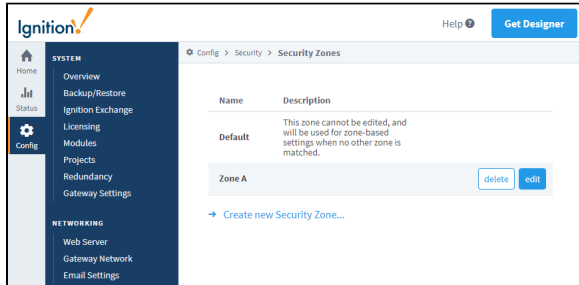 Ignition!
Help
Get Designer
Home
Status
Config
SYSTEM
Overview
Backup/Restore
Ignition Exchange
Licensing
Modules
Projects
Redundancy
Gateway Settings
NETWORKING
Web Server
Gateway Network
Email Settings
Config > Security > Security Zones
Name Description
Default
This zone cannot be edited, and
will be used for zone-based
settings when no other zone is
matched.
Zone A delete edit
→ Create new Security Zone...